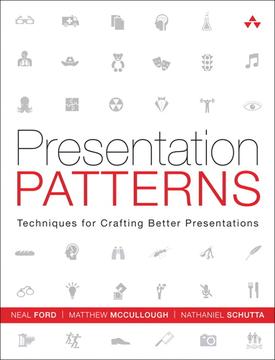 Presentation
PATTERNS
Techniques for Crafting Better Presentations
NEAL FORD | MATTHEW MCCULLOUGH | NATHANIEL SCHUTTA